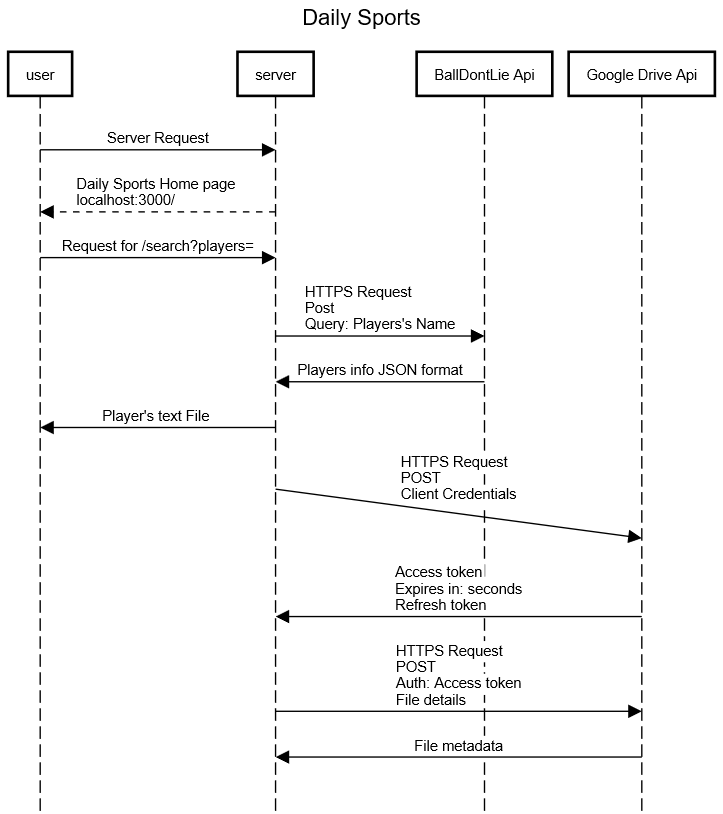 Daily Sports
user
server
BallDontLie Api
Google Drive Api
Server Request
Daily Sports Home page
localhost:3000/
Request for /search?players=
HTTPS Request
Post
Query: Players's Name
Players info JSON format
Player's text File
HTTPS Request
POST
Client Credentials
Access token
Expires in: seconds
Refresh token
HTTPS Request
POST
Auth: Access token
File details
File metadata